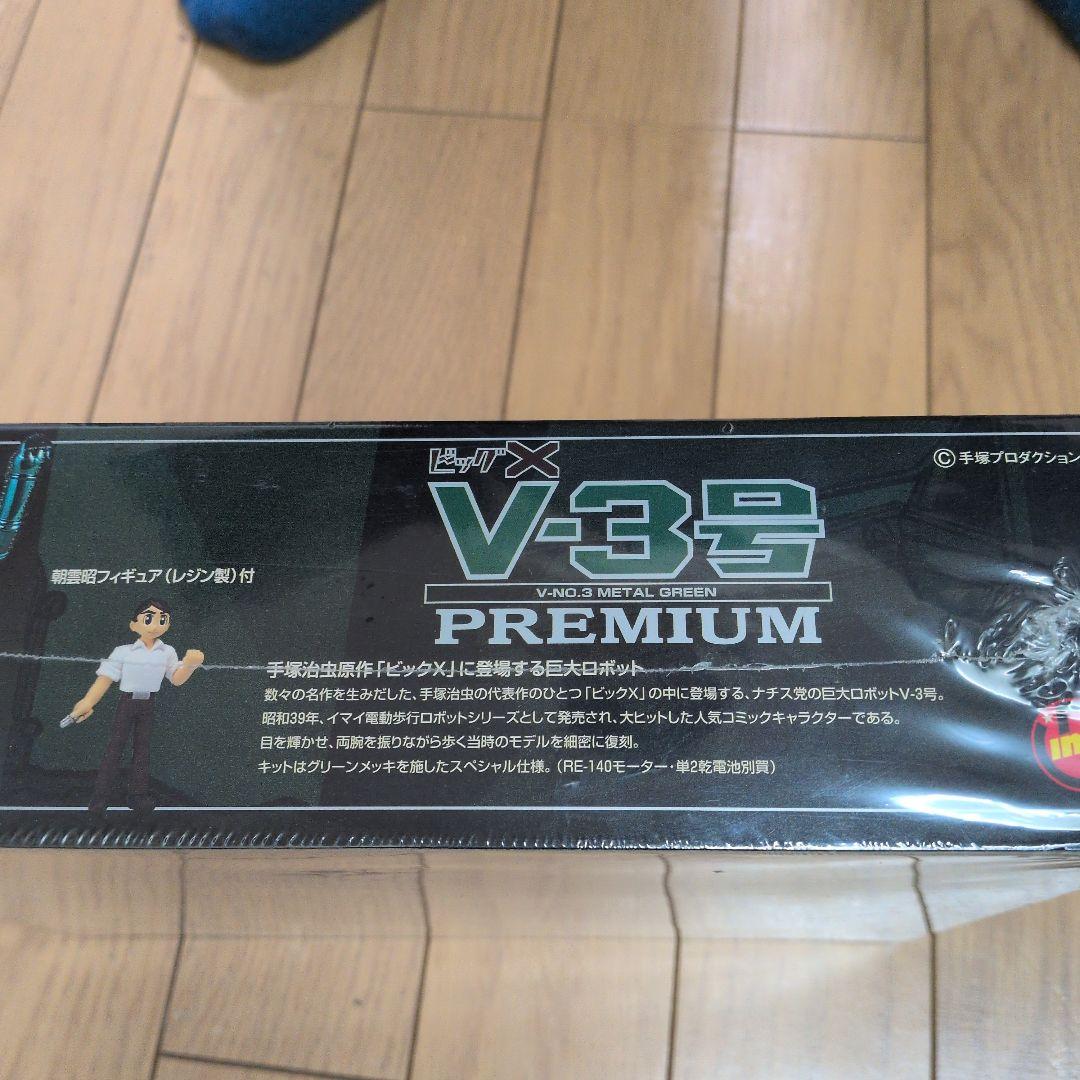 ビッグX
©手塚プロダクション
V-3号
V-NO.3 METAL GREEN
PREMIUM
朝雲昭フィギュア(レジン製)付
手塚治虫原作「ビックX」に登場する巨大ロボット
数々の名作を生みだした、手塚治虫の代表作のひとつ「ビックX」の中に登場する、ナチス党の巨大ロボットV-3号。
昭和39年、イマイ電動歩行ロボットシリーズとして発売され、大ヒットした人気コミックキャラクターである。
目を輝かせ、両腕を振りながら歩く当時のモデルを細密に復刻。
キットはグリーンメッキを施したスペシャル仕様。(RE-140モーター・単2乾電池別買)